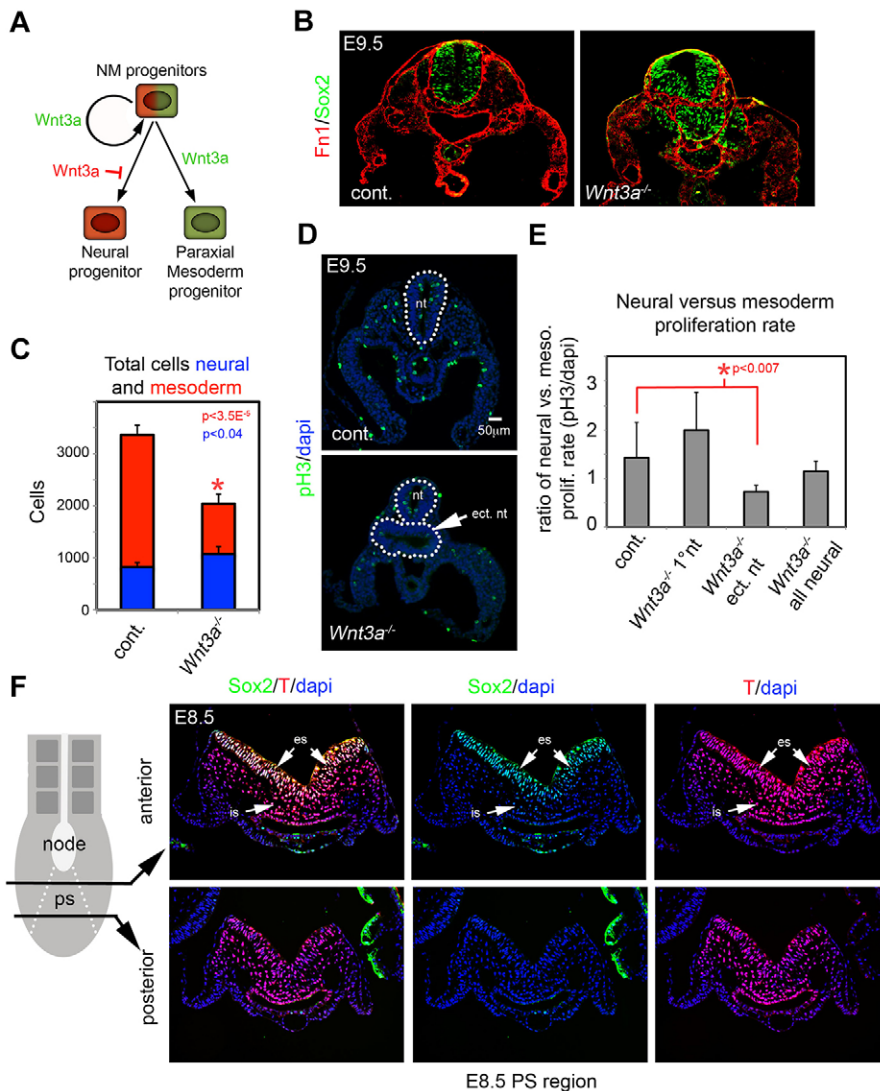 A
NM progenitors
Wnt3a
Wnt3a
Wnt3a
Neural
progenitor
Paraxial
Mesoderm
progenitor
B
Fn1/Sox2
E9.5
cont.
Wnt3a-/-
C
Total cells neural
and mesoderm
p<3.5E-5
p<0.04
*
Cells
3000
2000
1000
0
cont.
Wnt3a-/-
D
pH3/dapi
E9.5
nt
50µm
cont.
nt
ect. nt
Wnt3a-/-
E
Neural versus mesoderm
proliferation rate
* p<0.007
ratio of neural vs. meso.
prolif. rate (pH3/dapi)
3
2
1
0
cont.
Wnt3a-/- 1°nt
Wnt3a-/-
ect. nt
Wnt3a-/-
all neural
F
node
ps
anterior
posterior
Sox2/T/dapi
Sox2/dapi
T/dapi
E8.5
es
is
es
is
es
is
E8.5 PS region